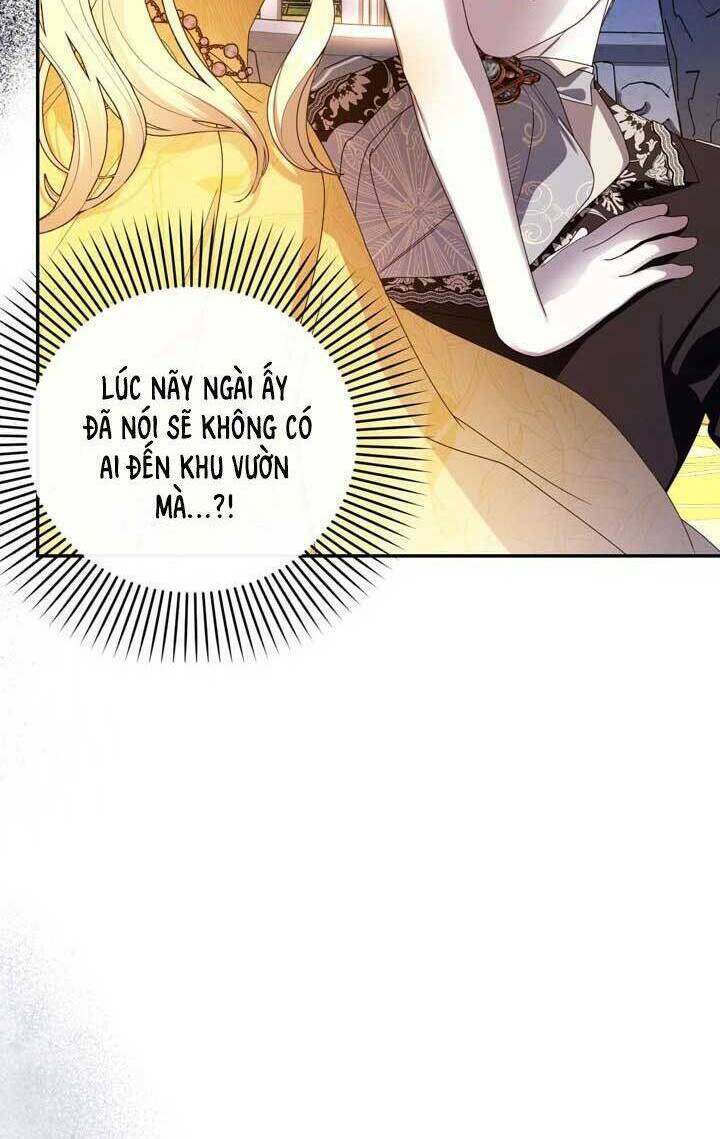 LÚC NÃY NGÀI ẤY
ĐÃ NÓI SẼ KHÔNG CÓ
AI ĐẾN KHU VƯỜN
MÀ...?!